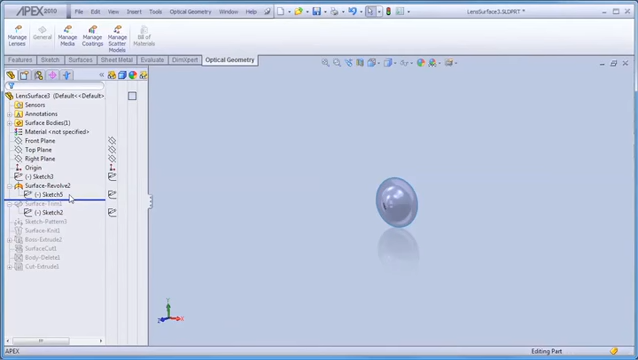 APEX 2010
File Edit View Insert Tools Optical Geometry Window Help
LensSurface3.SLDPRT *
Manage Lenses
General
Manage Media
Manage Coatings
Manage Scatter Models
Bill of Materials
Features Sketch Surfaces Sheet Metal Evaluate DimXpert Optical Geometry
LensSurface3 (Default<<Default>
Sensors
Annotations
Surface Bodies(1)
Material <not specified>
Front Plane
Top Plane
Right Plane
Origin
(-) Sketch3
Surface-Revolve2
(-) Sketch5
Surface-Trim1
(-) Sketch2
Sketch-Pattern3
Surface-Knit1
Boss-Extrude2
SurfaceCut1
Body-Delete1
Cut-Extrude1
APEX
Editing Part